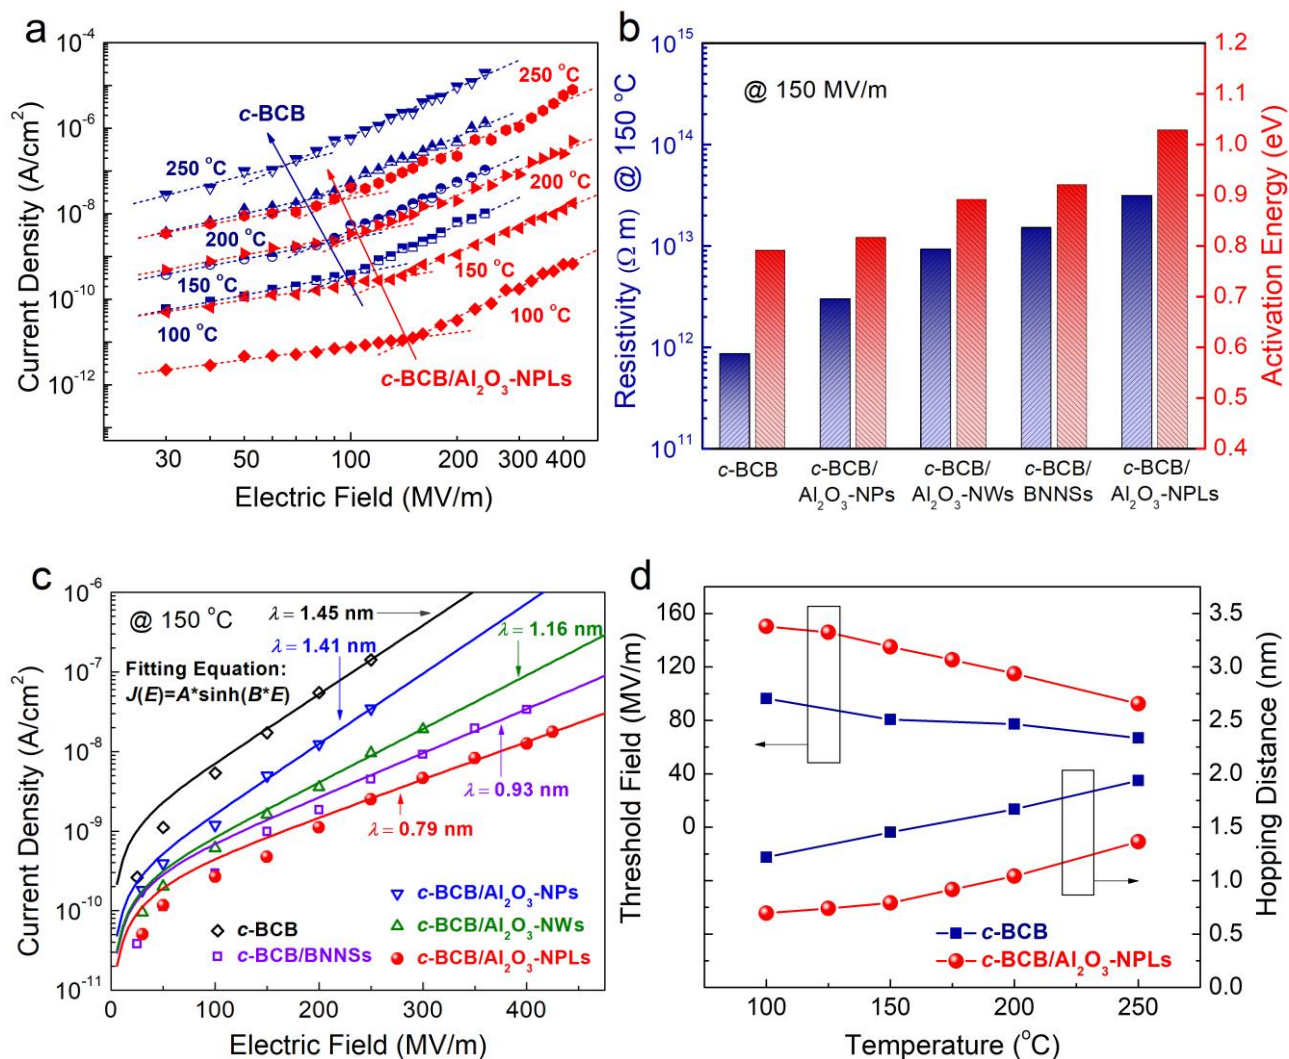 a
10⁻⁴
10⁻⁶
10⁻⁸
10⁻¹⁰
10⁻¹²
Current Density (A/cm²)
250 °C
c-BCB
250 °C
200 °C
200 °C
150 °C
150 °C
100 °C
100 °C
c-BCB/Al₂O₃-NPLs
30 50 100 200 300 400
Electric Field (MV/m)
b
@ 150 MV/m
Resistivity (Ω m) @ 150 °C
10¹⁵
10¹⁴
10¹³
10¹²
10¹¹
1.2
1.1
1.0
0.9
0.8
0.7
0.6
0.5
0.4
Activation Energy (eV)
c-BCB
c-BCB/
Al₂O₃-NPs
c-BCB/
Al₂O₃-NWs
c-BCB/
BNNSs
c-BCB/
Al₂O₃-NPLs
c
10⁻⁶
10⁻⁷
10⁻⁸
10⁻⁹
10⁻¹⁰
10⁻¹¹
Current Density (A/cm²)
@ 150 °C
λ = 1.45 nm
λ = 1.41 nm
λ = 1.16 nm
Fitting Equation:
J(E)=A*sinh(B*E)
λ = 0.93 nm
λ = 0.79 nm
c-BCB/Al₂O₃-NPs
c-BCB
c-BCB/Al₂O₃-NWs
c-BCB/BNNSs
c-BCB/Al₂O₃-NPLs
0 100 200 300 400
Electric Field (MV/m)
d
160
120
80
40
0
Threshold Field (MV/m)
3.5
3.0
2.5
2.0
1.5
1.0
0.5
0.0
Hopping Distance (nm)
c-BCB
c-BCB/Al₂O₃-NPLs
100 150 200 250
Temperature (°C)